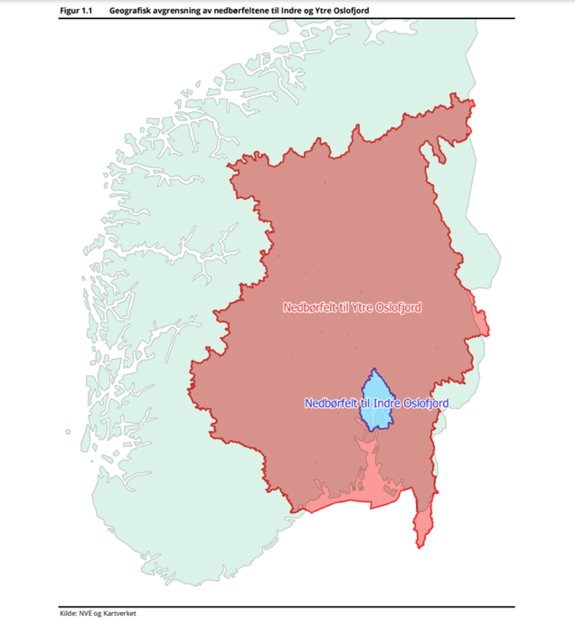 Figur 1.1 Geografisk avgrensning av nedbørfeltene til Indre og Ytre Oslofjord
Nedbørfelt til Ytre Oslofjord
Nedbørfelt til Indre Oslofjord
Kilde: NVE og Kartverket